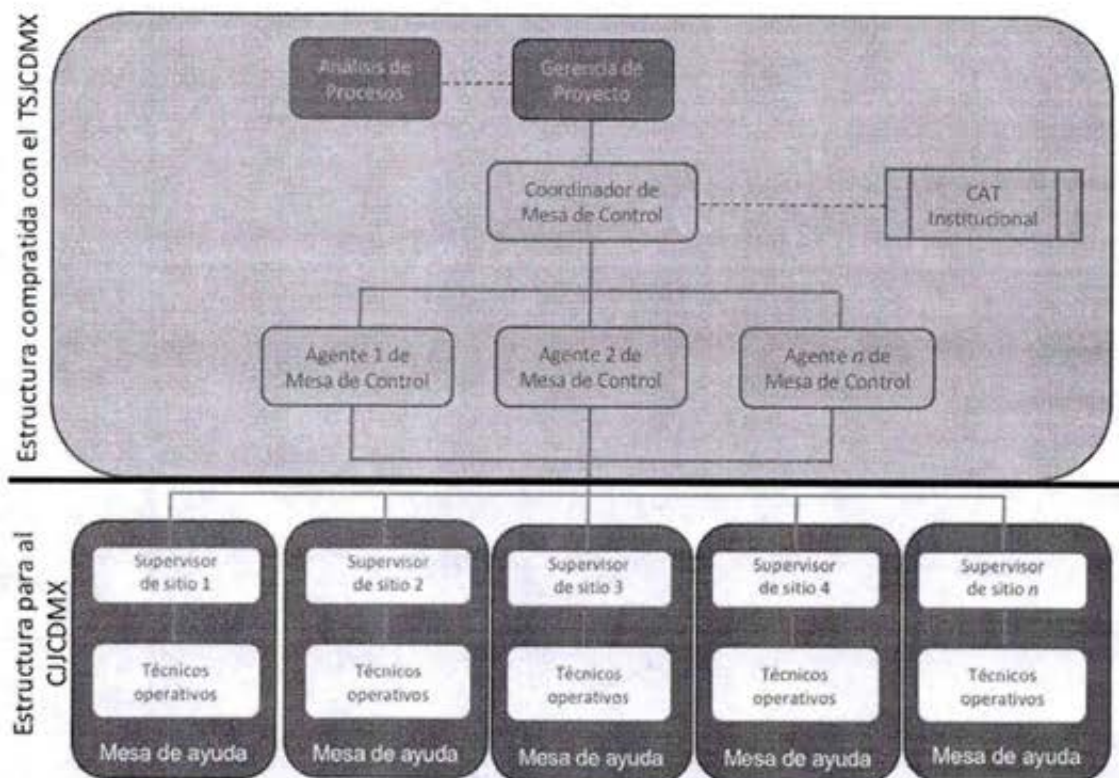 Estructura compratida con el TSJCDMX
Análisis de
Procesos
Gerencia de
Proyecto
Coordinador de
Mesa de Control
CAT
Institucional
Agente 1 de
Mesa de Control
Agente 2 de
Mesa de Control
Agente n de
Mesa de Control
Estructura para al
CJJCDMX
Supervisor
de sitio 1
Supervisor
de sitio 2
Supervisor
de sitio 3
Supervisor
de sitio 4
Supervisor
de sitio n
Técnicos
operativos
Técnicos
operativos
Técnicos
operativos
Técnicos
operativos
Técnicos
operativos
Mesa de ayuda
Mesa de ayuda
Mesa de ayuda
Mesa de ayuda
Mesa de ayuda